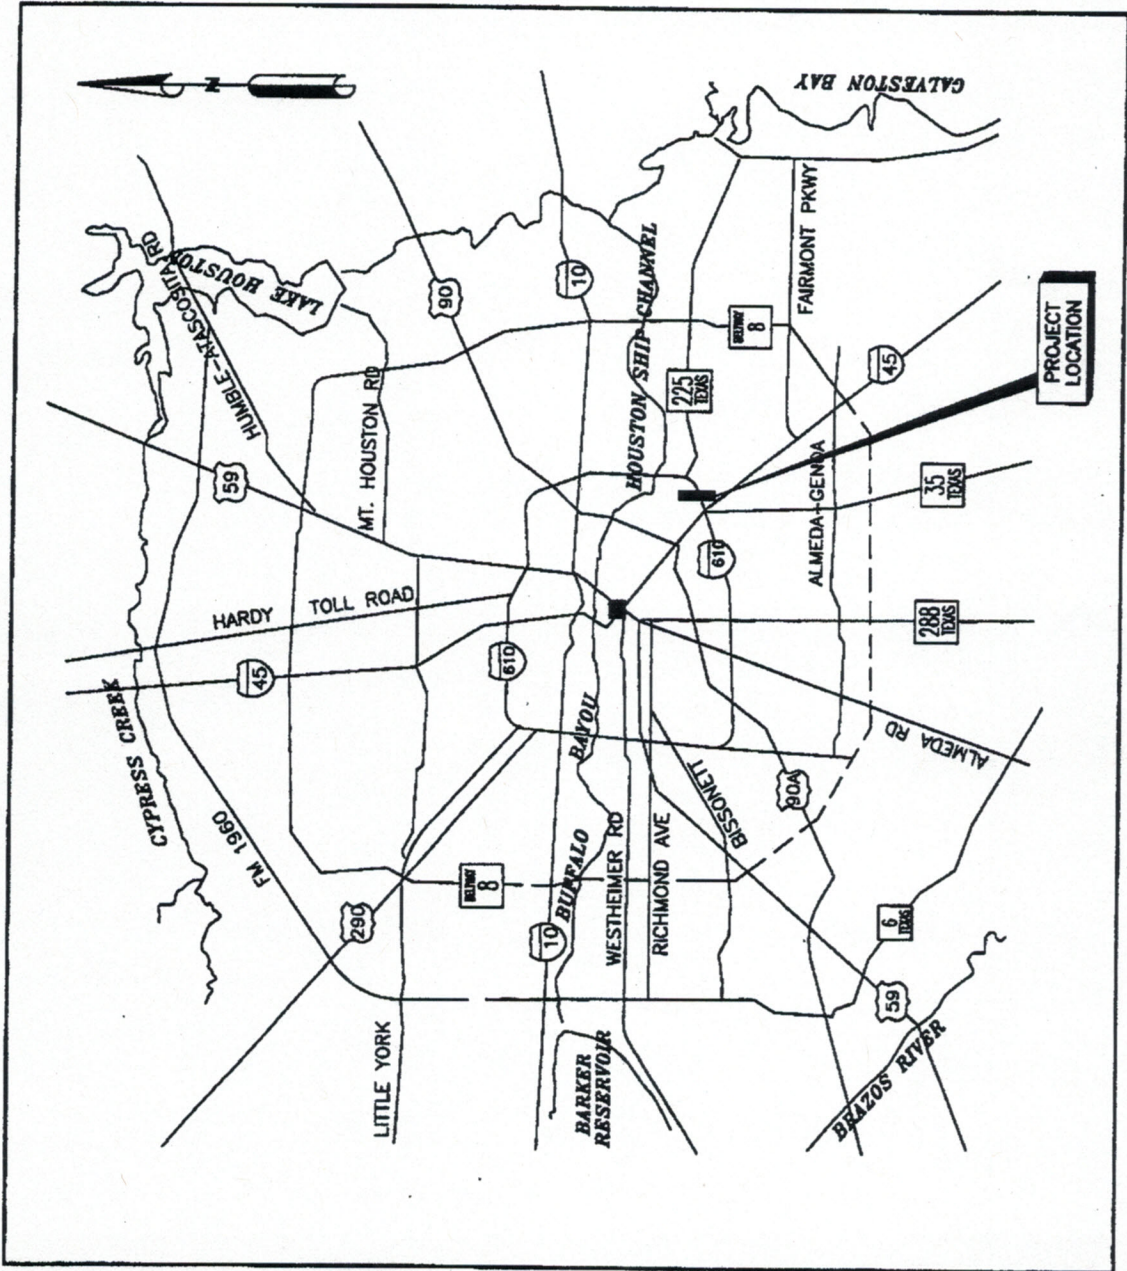 N
GALVESTON BAY
HUMBLE-ATASCOSITA RD
LAKE HOUSTON
90
10
HOUSTON SHIP CHANNEL
FAIRMONT PKWY
BELTWAY
8
225
TEXAS
45
PROJECT
LOCATION
59
MT. HOUSTON RD
35
TEXAS
ALMEDA-GENOA
610
HARDY TOLL ROAD
288
TEXAS
45
610
CYPRESS CREEK
BAYOU
ALMEDA RD
FM 1960
BISSONETT
90A
BELTWAY
8
BUFFALO
WESTHEIMER RD
RICHMOND AVE
290
10
6
TEXAS
59
LITTLE YORK
BARKER
RESERVOIR
BRAZOS RIVER